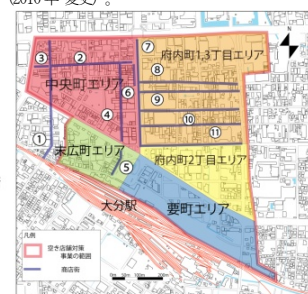 (2010年 変更)。
⑦
府内町1,3丁目エリア
③
②
⑧
中央町エリア
⑥
⑨
④
⑩
①
⑪
末広町エリア
府内町2丁目エリア
⑤
大分駅
要町エリア
凡例
空き店舗対策
事業の範囲
商店街